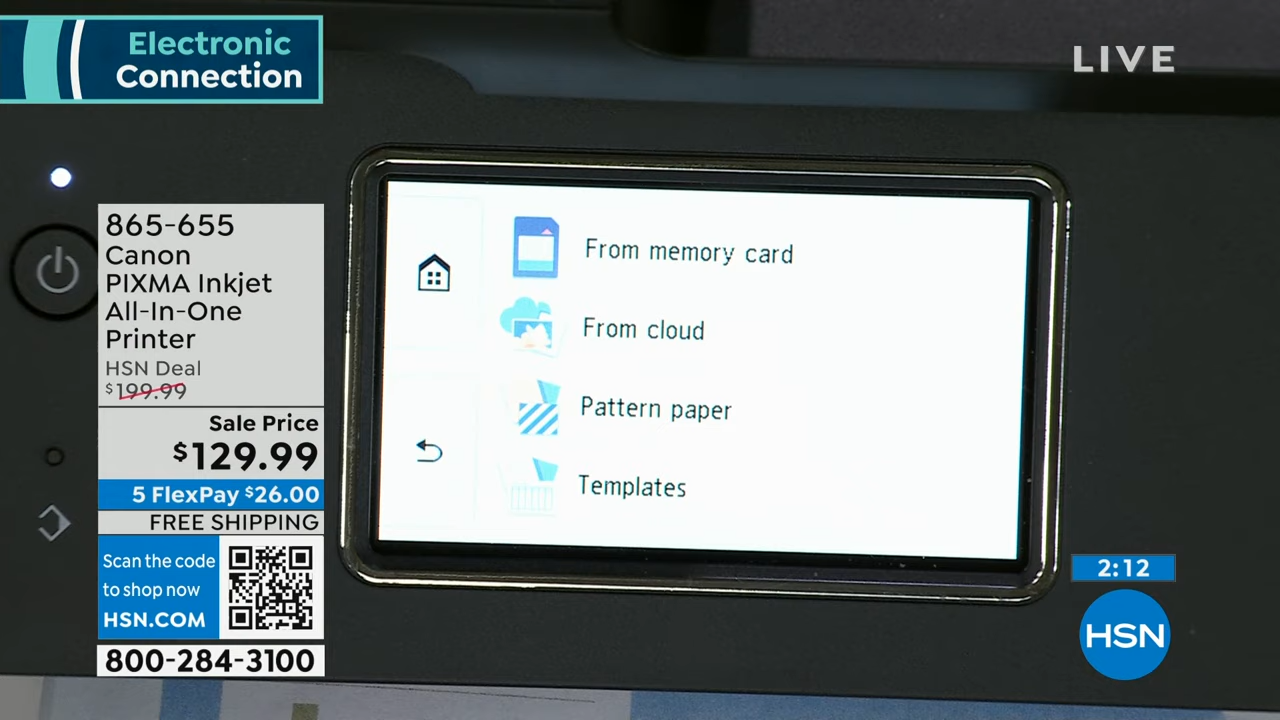 Electronic
Connection
LIVE
865-655
Canon
PIXMA Inkjet
All-In-One
Printer
HSN Deal
$199.99
Sale Price
$129.99
5 FlexPay $26.00
FREE SHIPPING
Scan the code
to shop now
HSN.COM
800-284-3100
From memory card
From cloud
Pattern paper
Templates
2:12
HSN